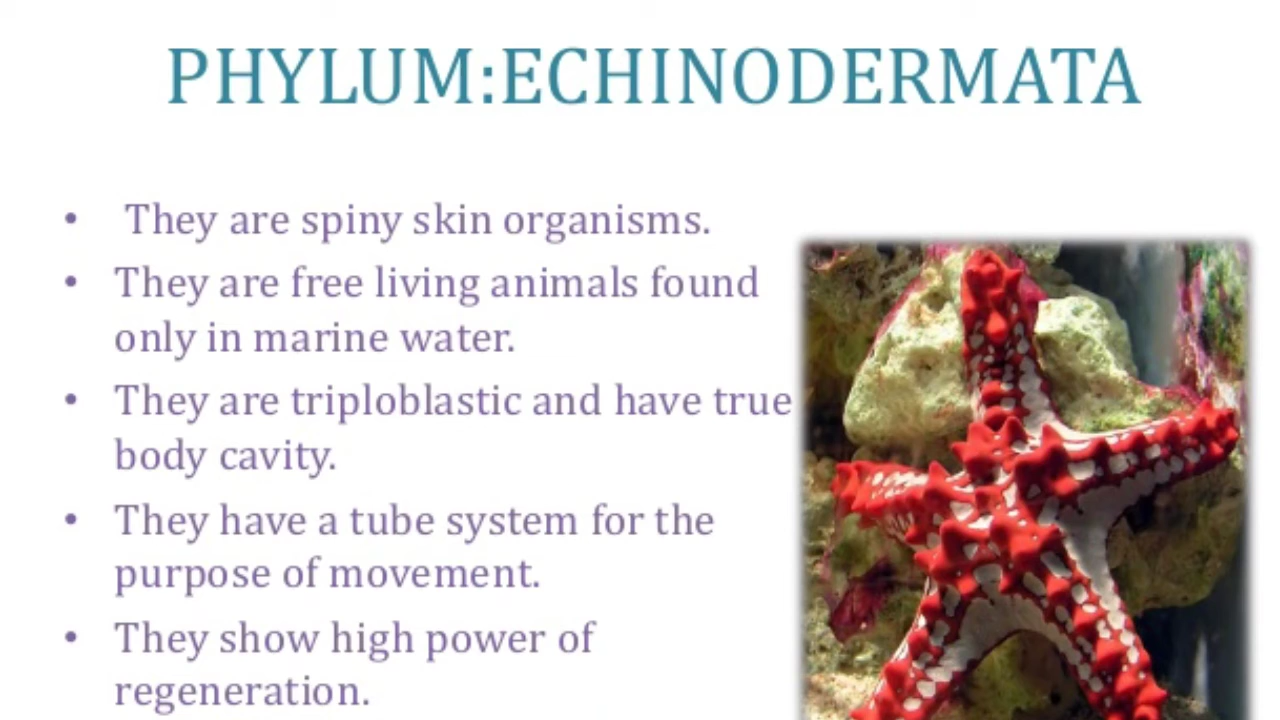 PHYLUM:ECHINODERMATA
• They are spiny skin organisms.
• They are free living animals found
only in marine water.
• They are triploblastic and have true
body cavity.
• They have a tube system for the
purpose of movement.
• They show high power of
regeneration.